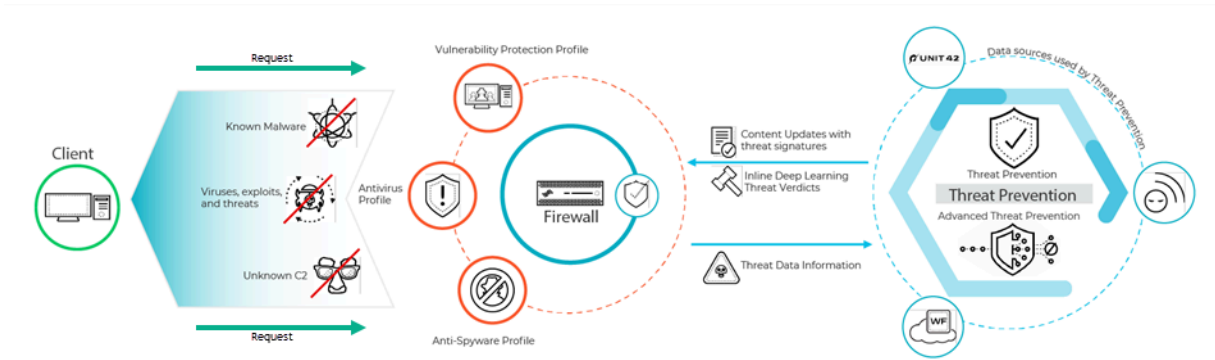 Request
Known Malware
Client
Viruses, exploits,
and threats
Unknown C2
Request
Vulnerability Protection Profile
Antivirus
Profile
Firewall
Anti-Spyware Profile
Content Updates with
threat signatures
Inline Deep Learning
Threat Verdicts
Threat Data Information
UNIT 42
Data sources used by Threat Prevention
Threat Prevention
Threat Prevention
Advanced Threat Prevention
WF